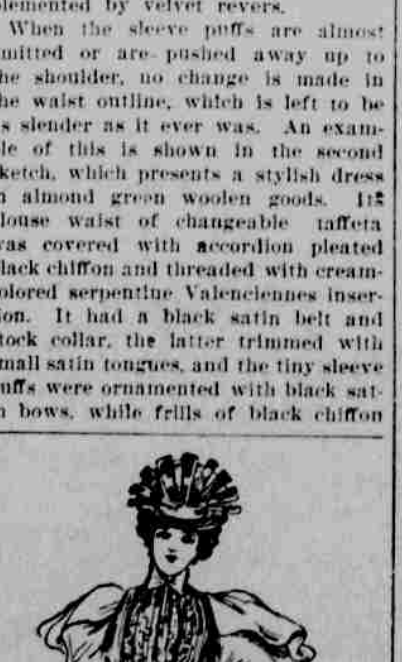 plemented by velvet revers.
When the sleeve puffs are almost
mitted or are pushed away up to
he shoulder, no change is made in
he waist outline, which is left to be
s slender as it ever was. An exam-
le of this is shown in the second
ketch, which presents a stylish dress
n almond green woolen goods. Its
louse waist of changeable taffeta
vas covered with accordion pleated
lack chiffon and threaded with cream-
olored serpentine Valenciennes inser-
ion. It had a black satin belt and
tock collar, the latter trimmed with
mall satin tongues, and the tiny sleeve
uffs were ornamented with black sat-
n bows, while frills of black chiffon